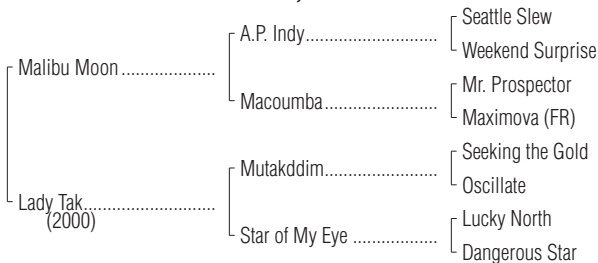 Seattle Slew
A.P. Indy
Weekend Surprise
Malibu Moon
Mr. Prospector
Macoumba
Maximova (FR)
Seeking the Gold
Mutakddim
Oscillate
Lady Tak
(2000)
Lucky North
Star of My Eye
Dangerous Star